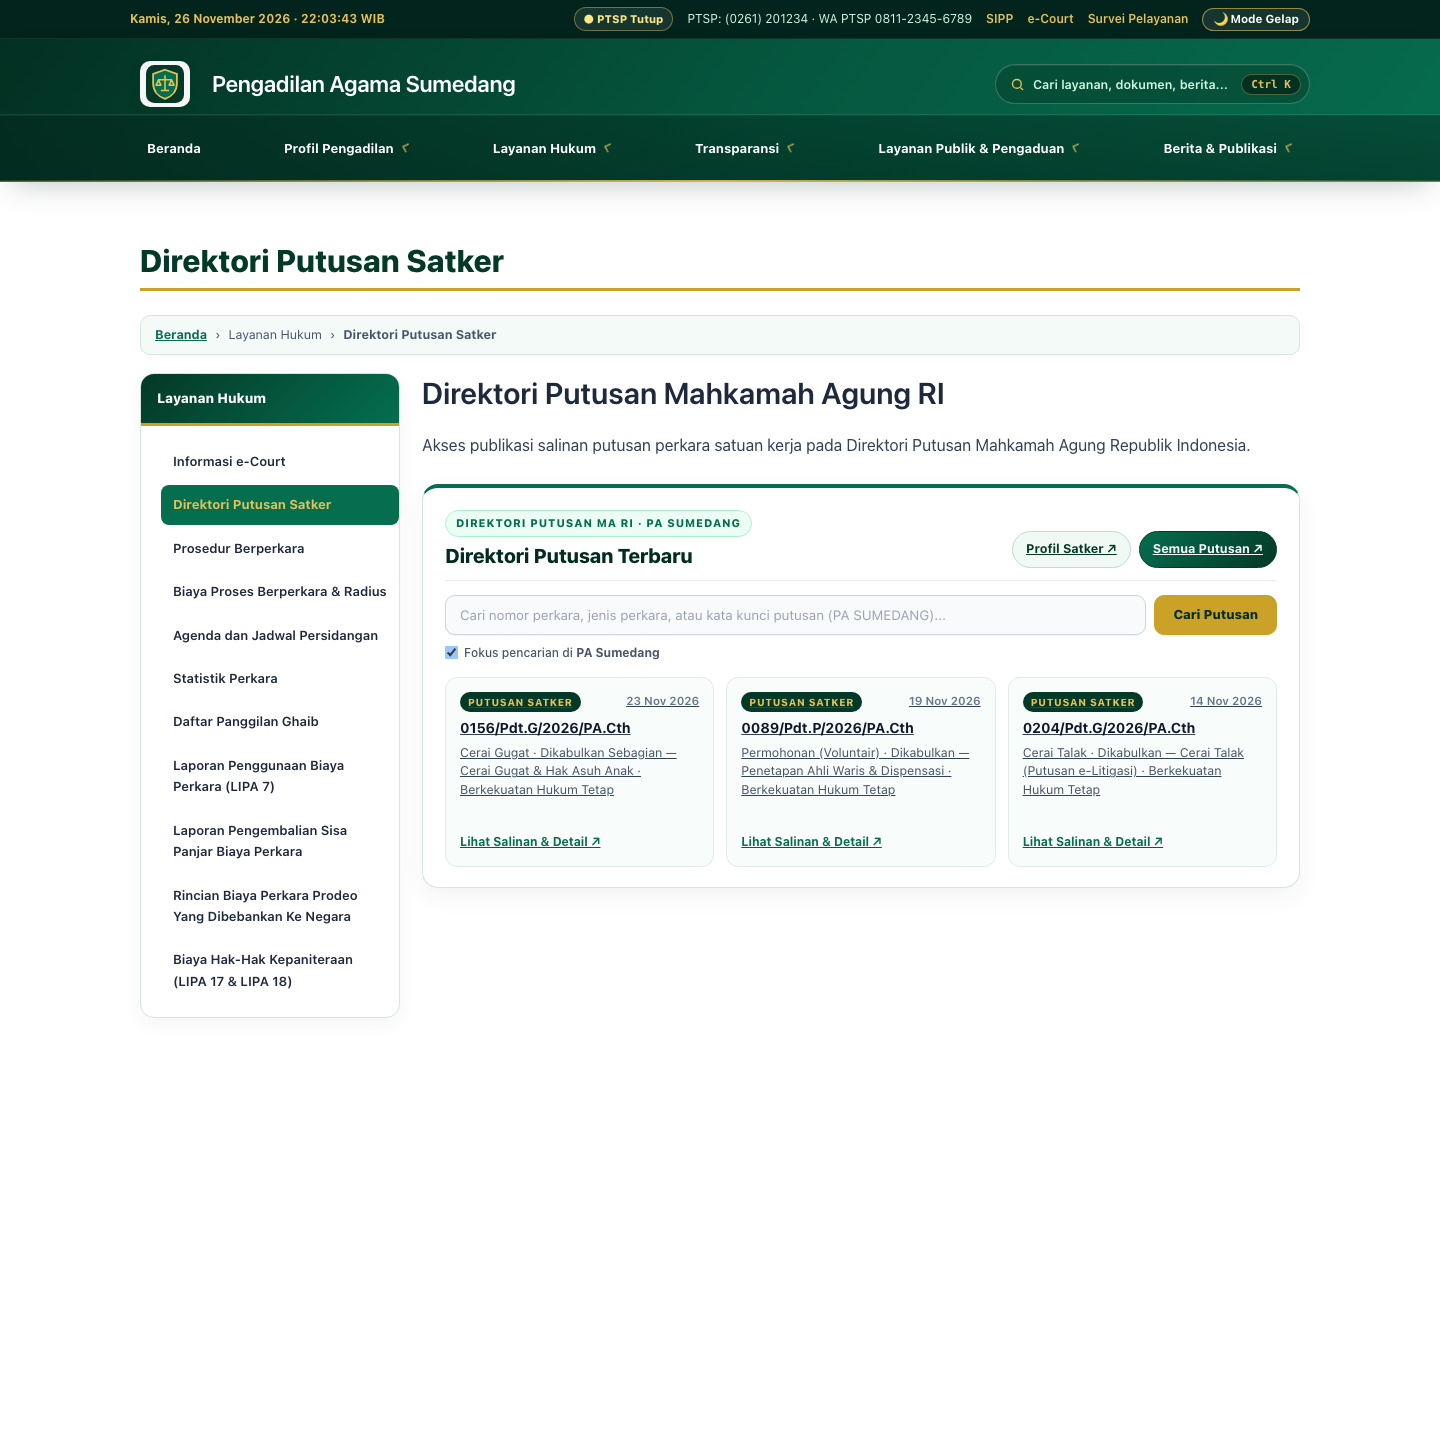 Kamis, 26 November 2026 · 22:03:43 WIB
PTSP Tutup
PTSP: (0261) 201234 · WA PTSP 0811-2345-6789
SIPP
e-Court
Survei Pelayanan
Mode Gelap
Pengadilan Agama Sumedang
Cari layanan, dokumen, berita...
Ctrl K
Beranda
Profil Pengadilan
Layanan Hukum
Transparansi
Layanan Publik & Pengaduan
Berita & Publikasi
Direktori Putusan Satker
Beranda › Layanan Hukum › Direktori Putusan Satker
Layanan Hukum
Informasi e-Court
Direktori Putusan Satker
Prosedur Berperkara
Biaya Proses Berperkara & Radius
Agenda dan Jadwal Persidangan
Statistik Perkara
Daftar Panggilan Ghaib
Laporan Penggunaan Biaya
Perkara (LIPA 7)
Laporan Pengembalian Sisa
Panjar Biaya Perkara
Rincian Biaya Perkara Prodeo
Yang Dibebankan Ke Negara
Biaya Hak-Hak Kepaniteraan
(LIPA 17 & LIPA 18)
Direktori Putusan Mahkamah Agung RI
Akses publikasi salinan putusan perkara satuan kerja pada Direktori Putusan Mahkamah Agung Republik Indonesia.
DIREKTORI PUTUSAN MA RI · PA SUMEDANG
Direktori Putusan Terbaru
Profil Satker ↗
Semua Putusan ↗
Cari nomor perkara, jenis perkara, atau kata kunci putusan (PA SUMEDANG)...
Cari Putusan
Fokus pencarian di PA Sumedang
PUTUSAN SATKER
23 Nov 2026
0156/Pdt.G/2026/PA.Cth
Cerai Gugat · Dikabulkan Sebagian —
Cerai Gugat & Hak Asuh Anak ·
Berkekuatan Hukum Tetap
Lihat Salinan & Detail ↗
PUTUSAN SATKER
19 Nov 2026
0089/Pdt.P/2026/PA.Cth
Permohonan (Voluntair) · Dikabulkan —
Penetapan Ahli Waris & Dispensasi ·
Berkekuatan Hukum Tetap
Lihat Salinan & Detail ↗
PUTUSAN SATKER
14 Nov 2026
0204/Pdt.G/2026/PA.Cth
Cerai Talak · Dikabulkan — Cerai Talak
(Putusan e-Litigasi) · Berkekuatan
Hukum Tetap
Lihat Salinan & Detail ↗